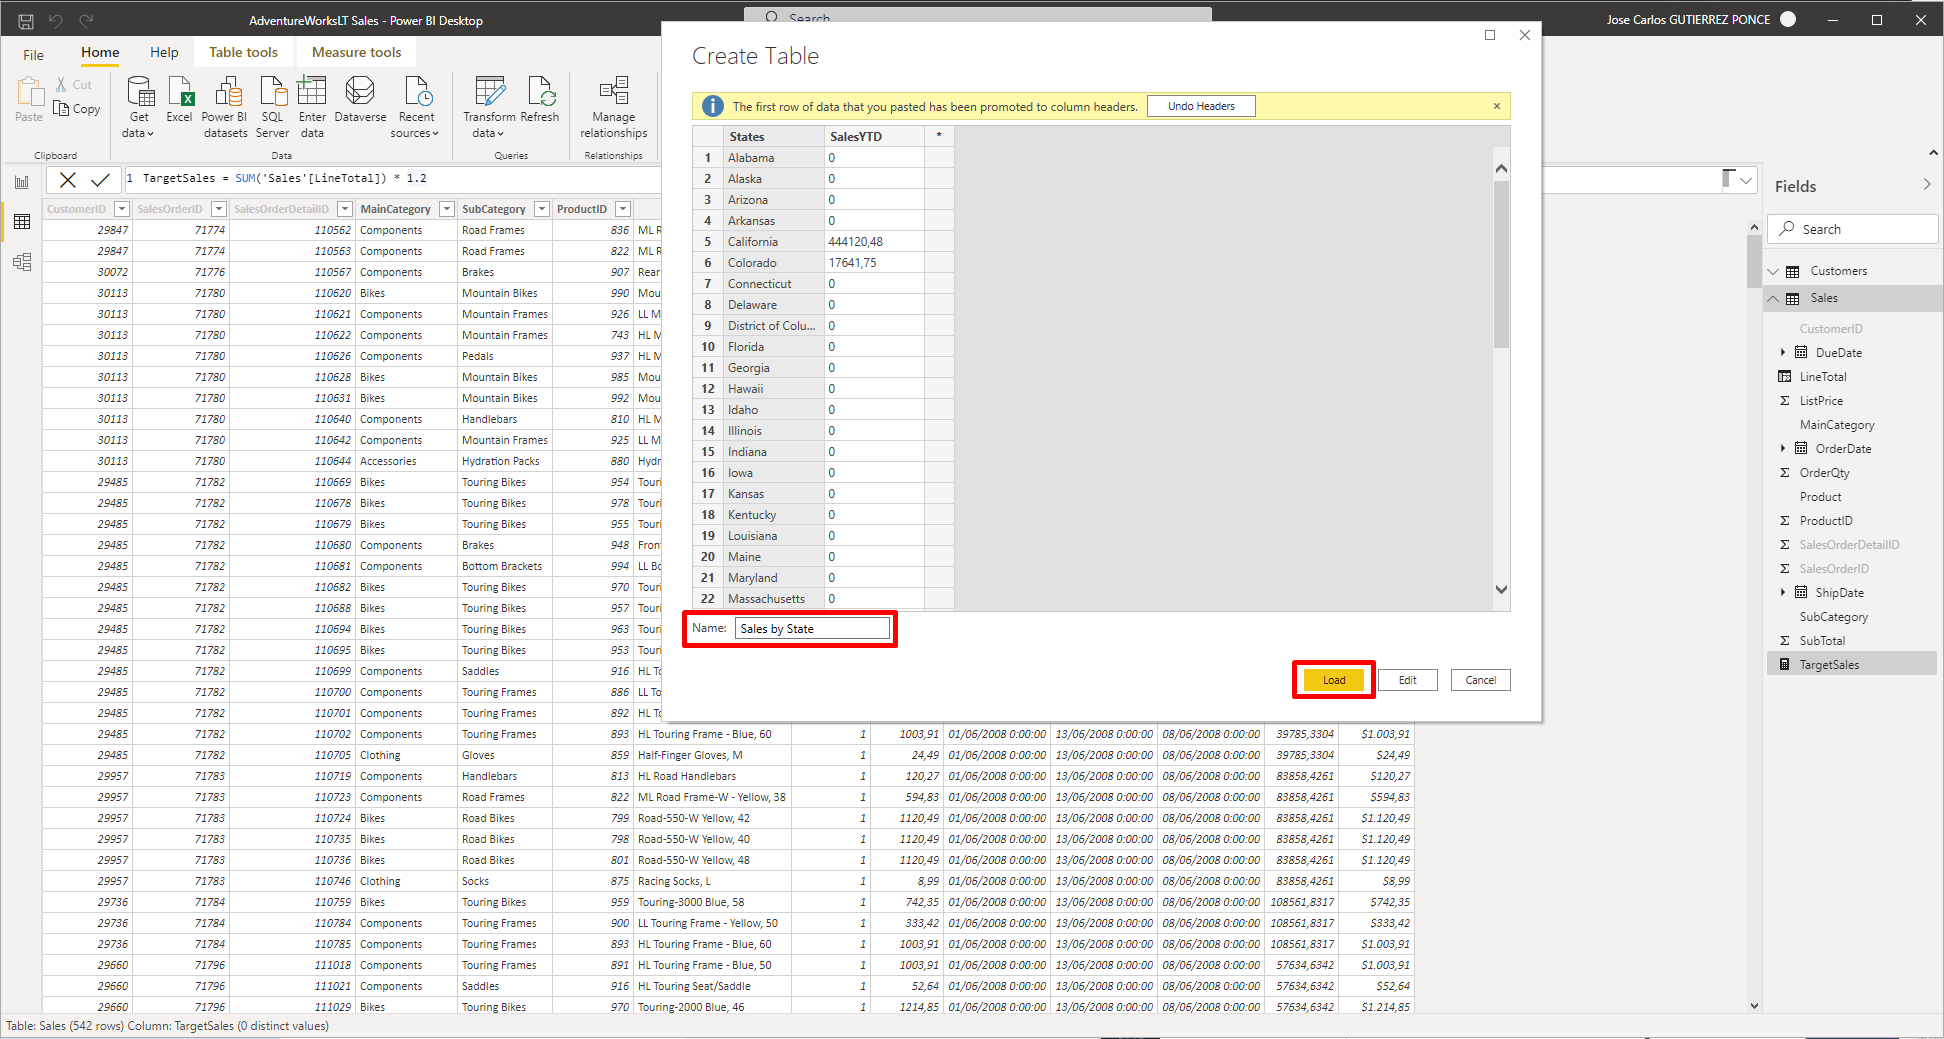 AdventureWorksLT Sales - Power BI Desktop
Search
Jose Carlos GUTIERREZ PONCE
File Home Help Table tools Measure tools
Paste
Cut
Copy
Get data
Excel
Power BI datasets
SQL Server
Enter data
Dataverse
Recent sources
Transform data
Refresh
Manage relationships
Clipboard Data Queries Relationships
1 TargetSales = SUM('Sales'[LineTotal]) * 1.2
CustomerID SalesOrderID SalesOrderDetailID MainCategory SubCategory ProductID
29847 71774 110562 Components Road Frames 836 ML R
29847 71774 110563 Components Road Frames 822 ML R
30072 71776 110567 Components Brakes 907 Rear
30113 71780 110620 Bikes Mountain Bikes 990 Mou
30113 71780 110621 Components Mountain Frames 926 LL M
30113 71780 110622 Components Mountain Frames 743 HL M
30113 71780 110626 Components Pedals 937 HL M
30113 71780 110628 Bikes Mountain Bikes 985 Mou
30113 71780 110631 Bikes Mountain Bikes 992 Mou
30113 71780 110640 Components Handlebars 810 HL M
30113 71780 110642 Components Mountain Frames 925 LL M
30113 71780 110644 Accessories Hydration Packs 880 Hydr
29485 71782 110669 Bikes Touring Bikes 954 Touri
29485 71782 110678 Bikes Touring Bikes 978 Touri
29485 71782 110679 Bikes Touring Bikes 955 Touri
29485 71782 110680 Components Brakes 948 Fron
29485 71782 110681 Components Bottom Brackets 994 LL Bo
29485 71782 110682 Bikes Touring Bikes 970 Touri
29485 71782 110688 Bikes Touring Bikes 957 Touri
29485 71782 110694 Bikes Touring Bikes 963 Touri
29485 71782 110695 Bikes Touring Bikes 953 Touri
29485 71782 110699 Components Saddles 916 HL To
29485 71782 110700 Components Touring Frames 886 LL To
29485 71782 110701 Components Touring Frames 892 HL To
29485 71782 110702 Components Touring Frames 893 HL Touring Frame - Blue, 60 1 1003,91 01/06/2008 0:00:00 13/06/2008 0:00:00 08/06/2008 0:00:00 39785,3304 $1.003,91
29485 71782 110705 Clothing Gloves 859 Half-Finger Gloves, M 1 24,49 01/06/2008 0:00:00 13/06/2008 0:00:00 08/06/2008 0:00:00 39785,3304 $24,49
29957 71783 110719 Components Handlebars 813 HL Road Handlebars 1 120,27 01/06/2008 0:00:00 13/06/2008 0:00:00 08/06/2008 0:00:00 83858,4261 $120,27
29957 71783 110723 Components Road Frames 822 ML Road Frame-W - Yellow, 38 1 594,83 01/06/2008 0:00:00 13/06/2008 0:00:00 08/06/2008 0:00:00 83858,4261 $594,83
29957 71783 110724 Bikes Road Bikes 799 Road-550-W Yellow, 42 1 1120,49 01/06/2008 0:00:00 13/06/2008 0:00:00 08/06/2008 0:00:00 83858,4261 $1.120,49
29957 71783 110735 Bikes Road Bikes 798 Road-550-W Yellow, 40 1 1120,49 01/06/2008 0:00:00 13/06/2008 0:00:00 08/06/2008 0:00:00 83858,4261 $1.120,49
29957 71783 110736 Bikes Road Bikes 801 Road-550-W Yellow, 48 1 1120,49 01/06/2008 0:00:00 13/06/2008 0:00:00 08/06/2008 0:00:00 83858,4261 $1.120,49
29957 71783 110746 Clothing Socks 875 Racing Socks, L 1 8,99 01/06/2008 0:00:00 13/06/2008 0:00:00 08/06/2008 0:00:00 83858,4261 $8,99
29736 71784 110759 Bikes Touring Bikes 959 Touring-3000 Blue, 58 1 742,35 01/06/2008 0:00:00 13/06/2008 0:00:00 08/06/2008 0:00:00 108561,8317 $742,35
29736 71784 110784 Components Touring Frames 900 LL Touring Frame - Yellow, 50 1 333,42 01/06/2008 0:00:00 13/06/2008 0:00:00 08/06/2008 0:00:00 108561,8317 $333,42
29736 71784 110785 Components Touring Frames 893 HL Touring Frame - Blue, 60 1 1003,91 01/06/2008 0:00:00 13/06/2008 0:00:00 08/06/2008 0:00:00 108561,8317 $1.003,91
29660 71796 111018 Components Touring Frames 891 HL Touring Frame - Blue, 50 1 1003,91 01/06/2008 0:00:00 13/06/2008 0:00:00 08/06/2008 0:00:00 57634,6342 $1.003,91
29660 71796 111021 Components Saddles 916 HL Touring Seat/Saddle 1 52,64 01/06/2008 0:00:00 13/06/2008 0:00:00 08/06/2008 0:00:00 57634,6342 $52,64
29660 71796 111029 Bikes Touring Bikes 970 Touring-2000 Blue, 46 1 1214,85 01/06/2008 0:00:00 13/06/2008 0:00:00 08/06/2008 0:00:00 57634,6342 $1.214,85
Table: Sales (542 rows) Column: TargetSales (0 distinct values)
Create Table
The first row of data that you pasted has been promoted to column headers. Undo Headers
States SalesYTD *
1 Alabama 0
2 Alaska 0
3 Arizona 0
4 Arkansas 0
5 California 444120,48
6 Colorado 17641,75
7 Connecticut 0
8 Delaware 0
9 District of Colu... 0
10 Florida 0
11 Georgia 0
12 Hawaii 0
13 Idaho 0
14 Illinois 0
15 Indiana 0
16 Iowa 0
17 Kansas 0
18 Kentucky 0
19 Louisiana 0
20 Maine 0
21 Maryland 0
22 Massachusetts 0
Name: Sales by State
Load Edit Cancel
Fields
Search
Customers
Sales
CustomerID
DueDate
LineTotal
ListPrice
MainCategory
OrderDate
OrderQty
Product
ProductID
SalesOrderDetailID
SalesOrderID
ShipDate
SubCategory
SubTotal
TargetSales